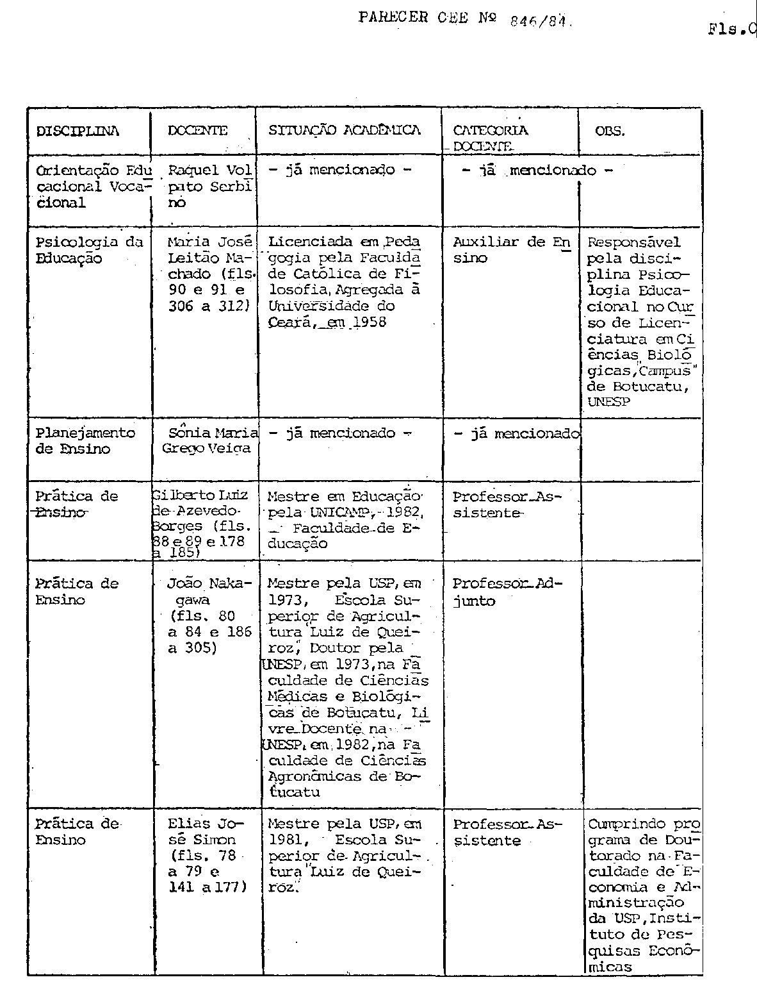 PARECER CEE Nº 846/84.
Fls.
DISCIPLINA
DOCENTE
SITUAÇÃO ACADÊMICA
CATEGORIA
DOCENTE
OBS.
Orientação Edu
cacional Voca-
cional
Raquel Vol
pato Serbi
no
- já mencionado -
- já mencionado -
Psicologia da
Educação
Maria José
Leitão Ma-
chado (fls.
90 e 91 e
306 a 312)
Licenciada em Peda
gogia pela Faculda
de Católica de Fi-
losofia, Agregada à
Universidade do
Ceará, em 1958
Auxiliar de En
sino
Responsável
pela disci-
plina Psico-
logia Educa-
cional no Cur
so de Licen-
ciatura em Ci
ências Bioló
gicas,"Campus"
de Botucatu,
UNESP
Planejamento
de Ensino
Sônia Maria
Grego Veiga
- já mencionado -
- já mencionado
Prática de
Ensino
Gilberto Luiz
de Azevedo
Borges (fls.
88 e 89 e 178
a 185)
Mestre em Educação
pela UNICAMP, 1982,
- Faculdade de E-
ducação
Professor As-
sistente
Prática de
Ensino
João Naka-
gawa
(fls. 80
a 84 e 186
a 305)
Mestre pela USP, em
1973, Escola Su-
perior de Agricul-
tura "Luiz de Quei-
roz", Doutor pela
UNESP, em 1973, na Fa
culdade de Ciências
Médicas e Biológi-
cas de Botucatu, Li
vre Docente na -
UNESP, em 1982, na Fa
culdade de Ciências
Agronômicas de Bo-
tucatu
Professor Ad-
junto
Prática de
Ensino
Elias Jo-
sé Simon
(fls. 78
a 79 e
141 a 177)
Mestre pela USP, em
1981, Escola Su-
perior de Agricul-
tura "Luiz de Quei-
roz".
Professor As-
sistente
Cumprindo pro
grama de Dou-
torado na Fa-
culdade de E-
conomia e Ad-
ministração
da USP, Insti-
tuto de Pes-
quisas Econô-
micas